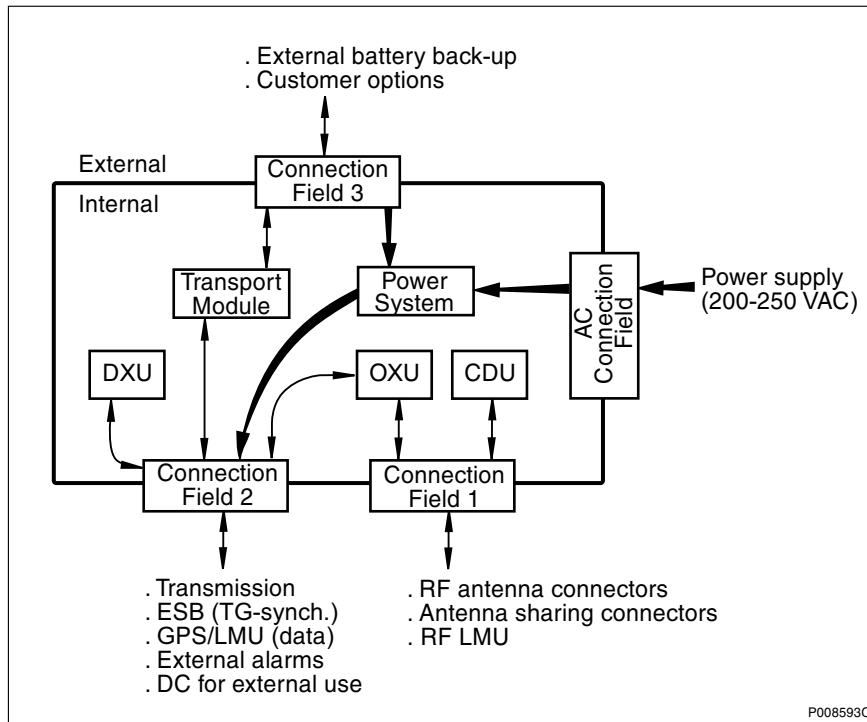 . External battery back-up
. Customer options
External
Internal
Connection
Field 3
Transport
Module
Power
System
AC
Connection
Field
Power supply
(200-250 VAC)
DXU
OXU
CDU
Connection
Field 2
Connection
Field 1
. Transmission
. ESB (TG-synch.)
. GPS/LMU (data)
. External alarms
. DC for external use
. RF antenna connectors
. Antenna sharing connectors
. RF LMU
P008593C